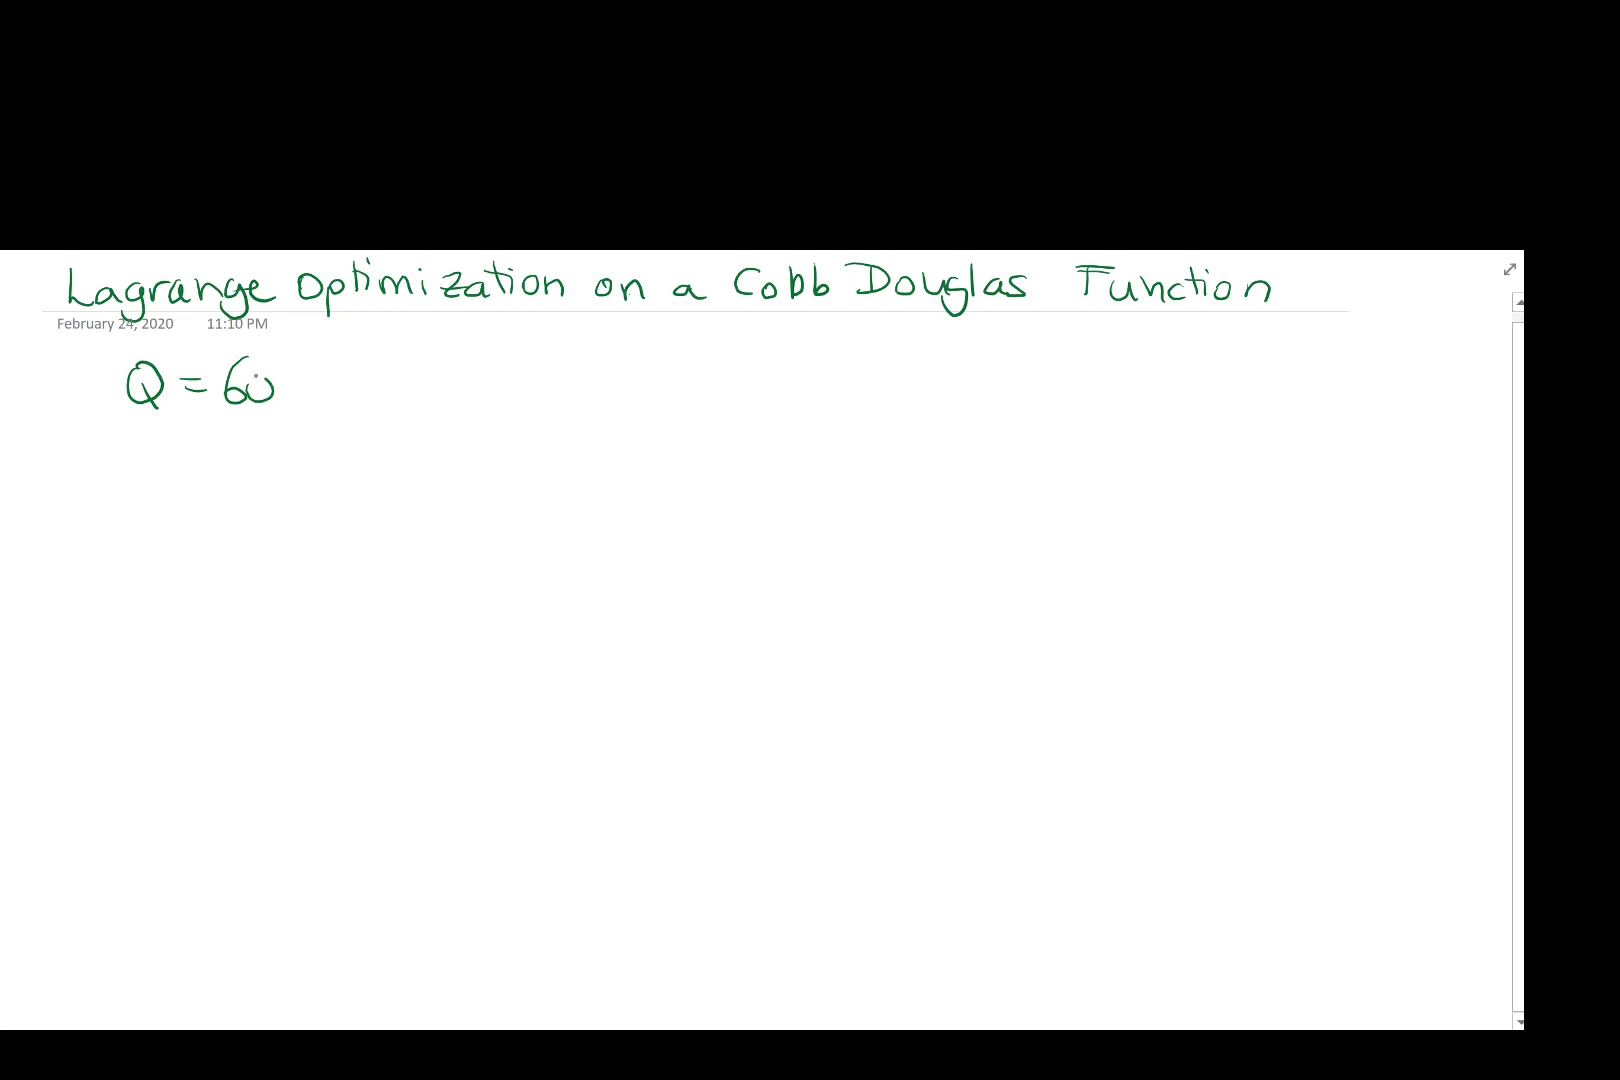 Lagrange Optimization on a Cobb Douglas Function
February 24, 2020 11:10 PM
Q = 60